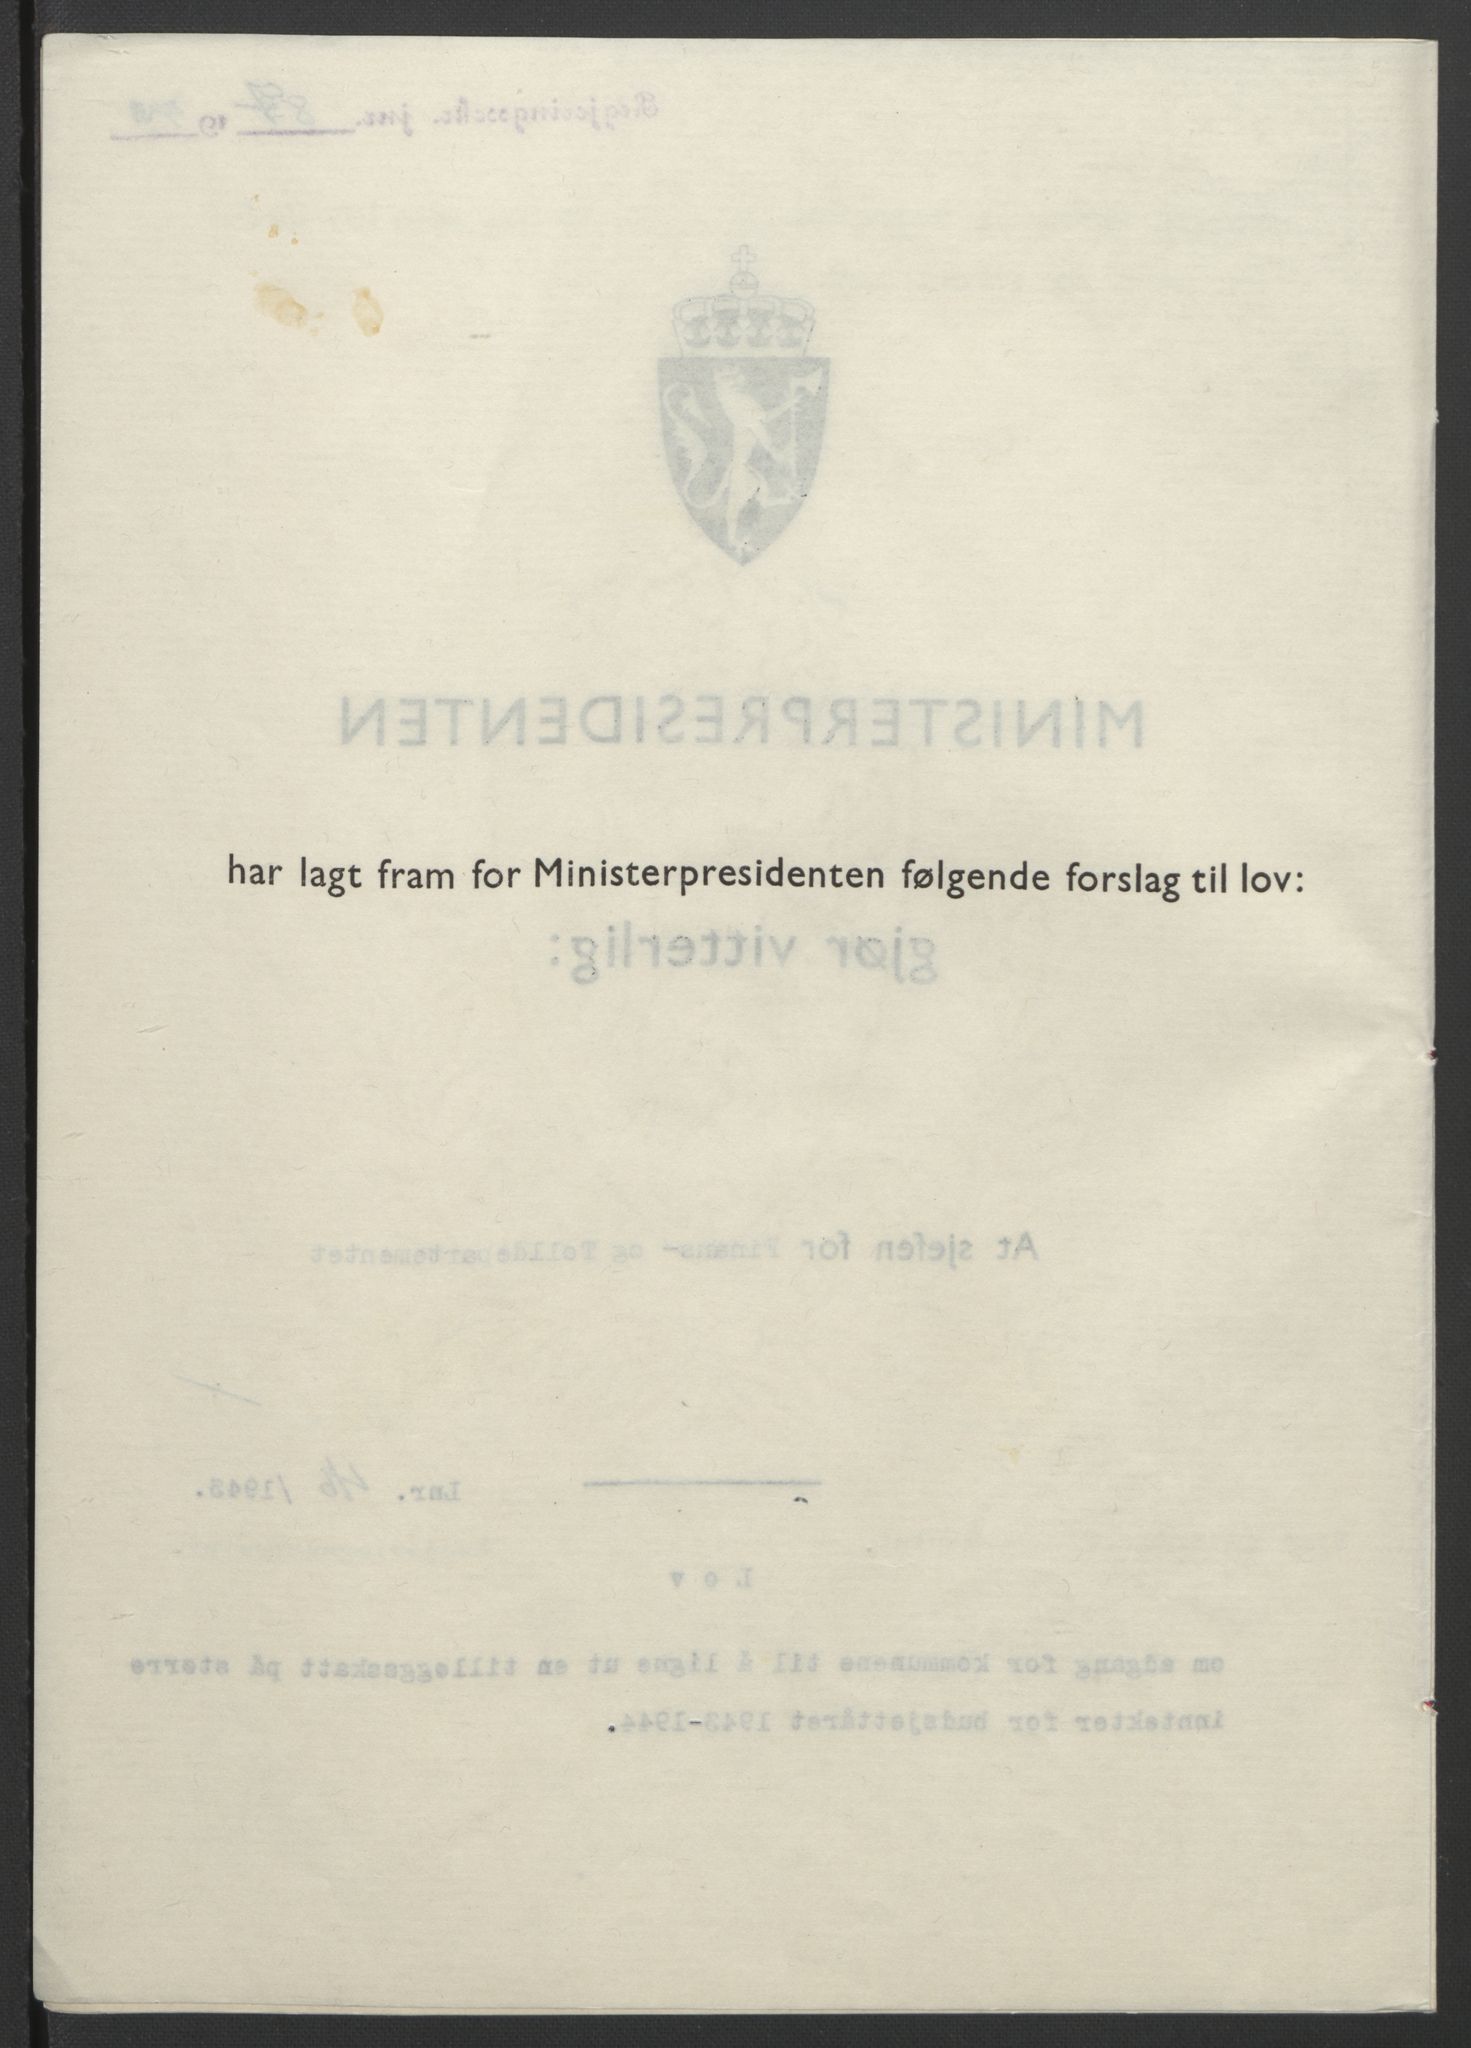 Regjeringssekr. jnr.
MINISTERPRESIDENTEN
har lagt fram for Ministerpresidenten følgende forslag til lov:
gjør vitterlig:
At sjefen for Finans- og Tolldepartementet
Lnr. 46 /1943.
Lov
om adgang for kommunene til å ligne ut en tilleggsskatt på større
inntekter for budsjettåret 1943-1944.